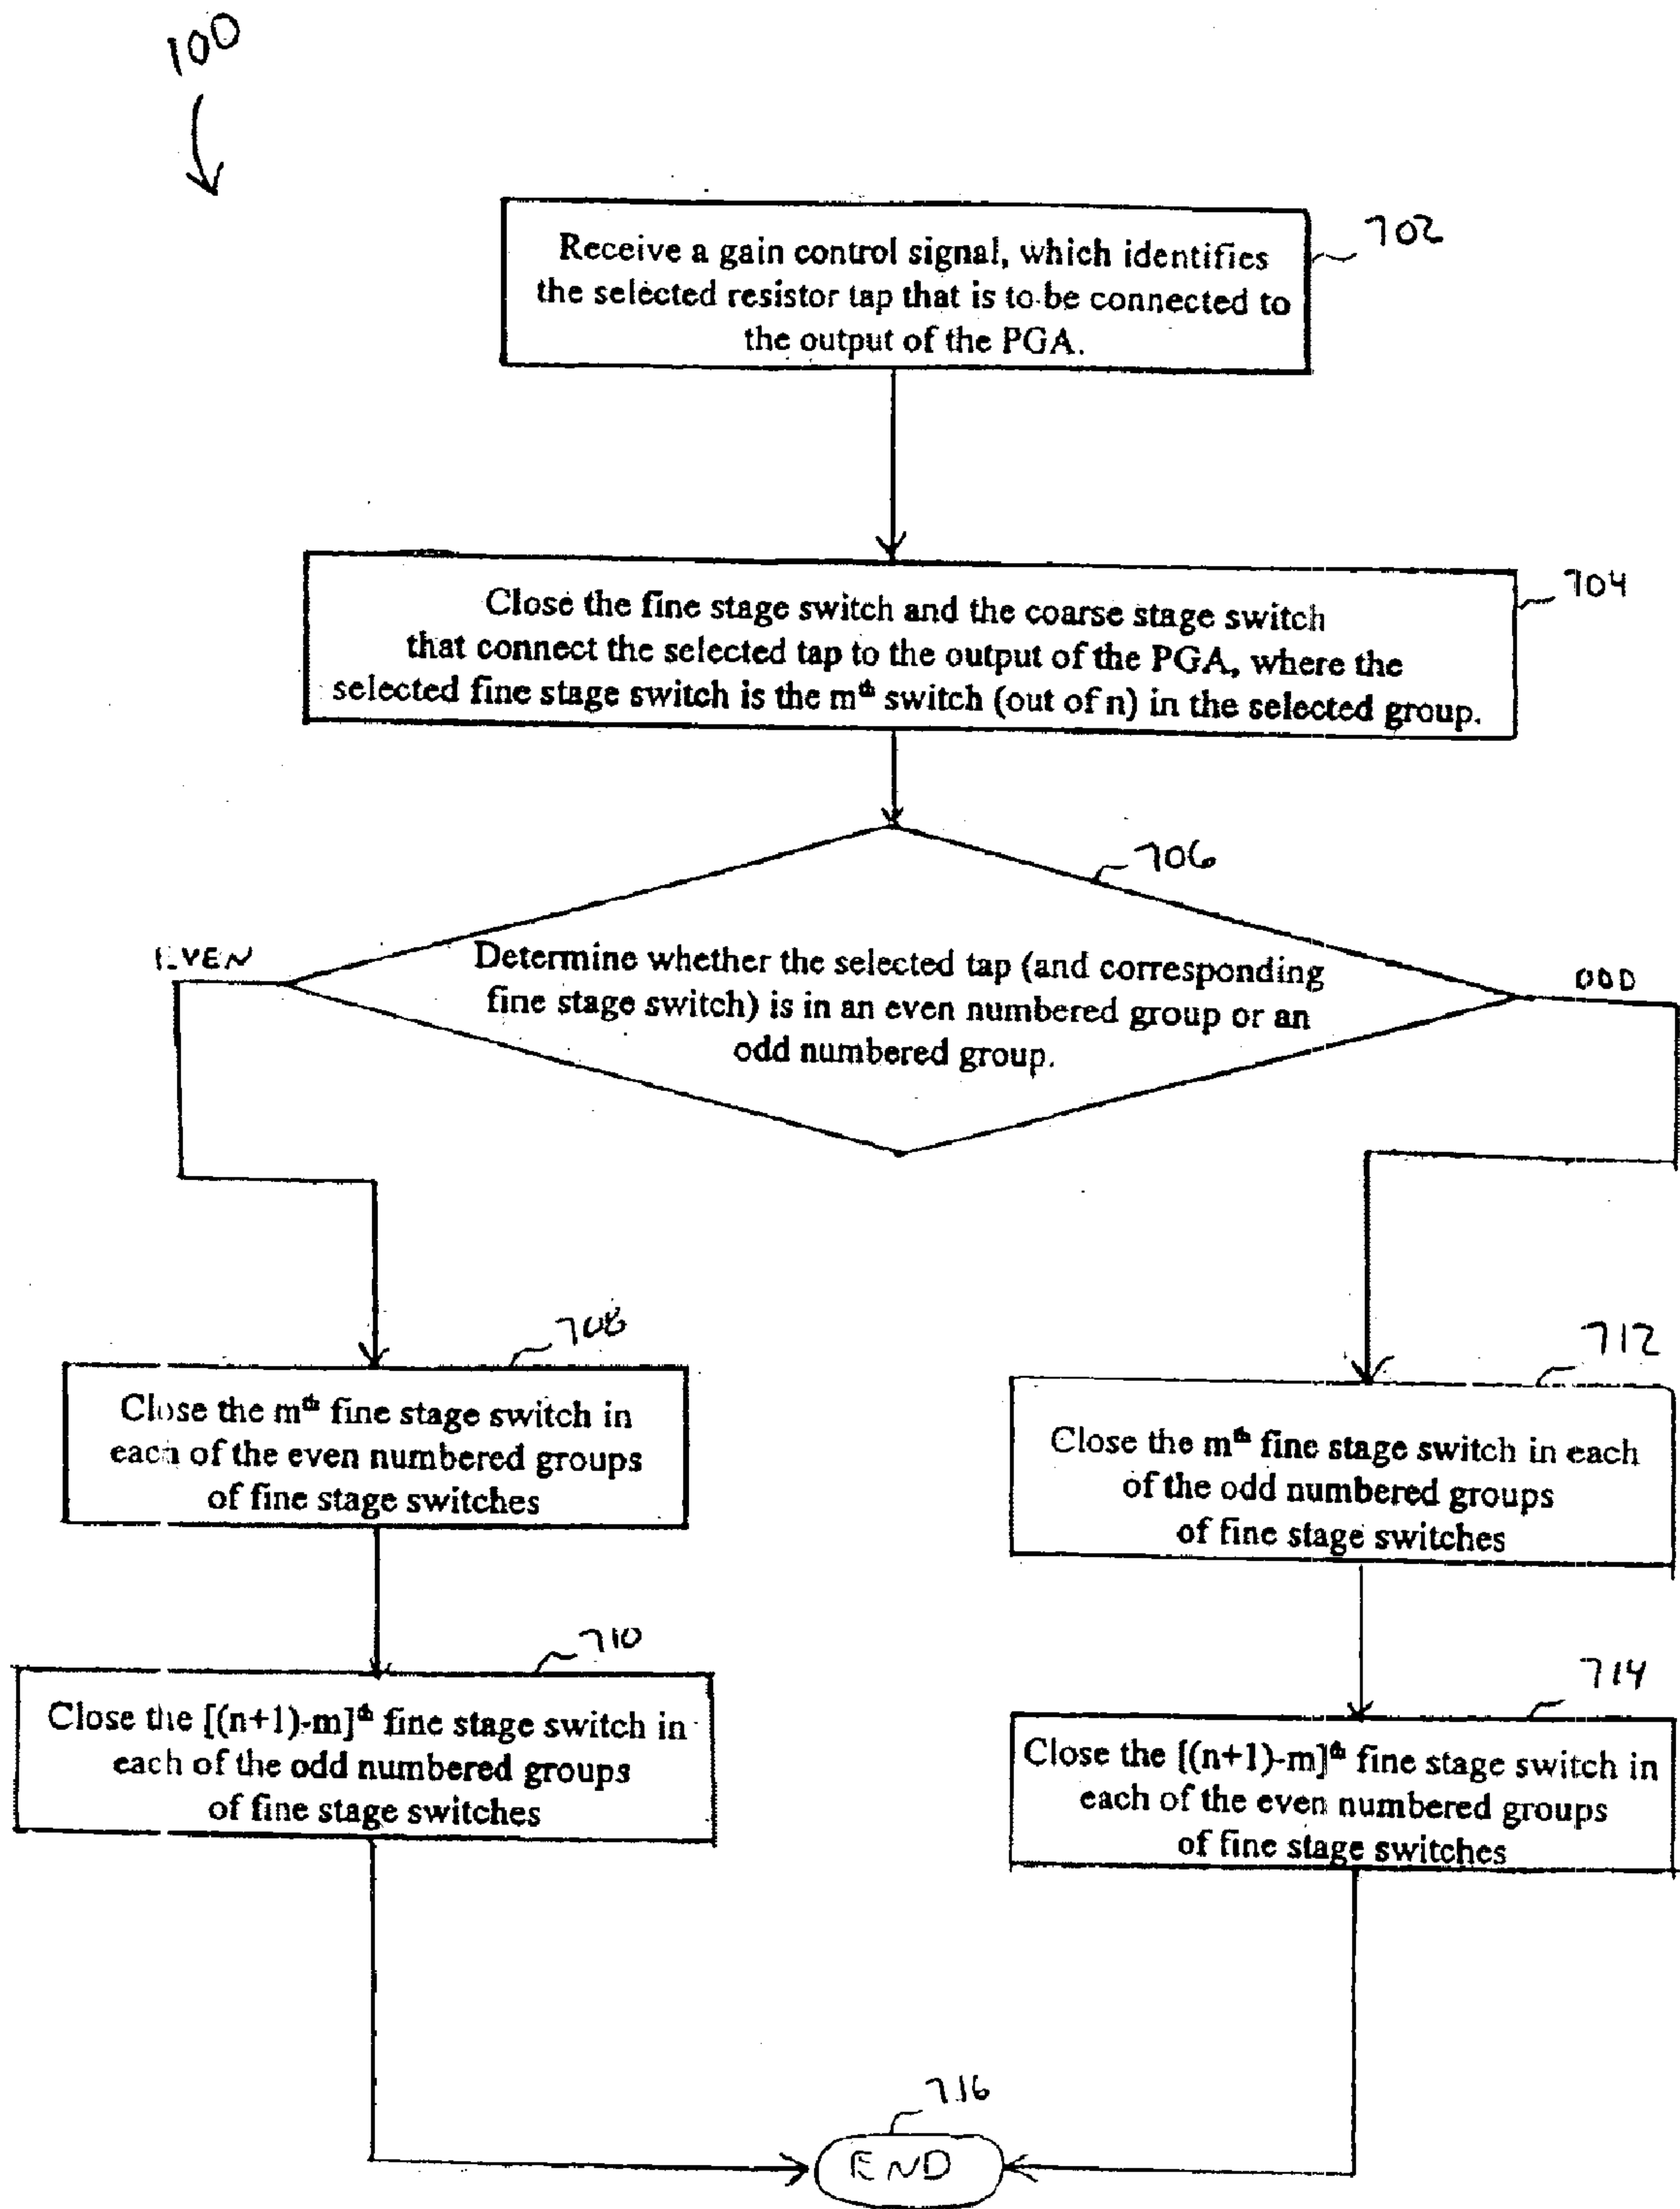 100
702
Receive a gain control signal, which identifies
the selected resistor tap that is to be connected to
the output of the PGA.
704
Close the fine stage switch and the coarse stage switch
that connect the selected tap to the output of the PGA, where the
selected fine stage switch is the mth switch (out of n) in the selected group.
706
EVEN
ODD
Determine whether the selected tap (and corresponding
fine stage switch) is in an even numbered group or an
odd numbered group.
708
Close the mth fine stage switch in
each of the even numbered groups
of fine stage switches
712
Close the mth fine stage switch in each
of the odd numbered groups
of fine stage switches
710
Close the [(n+1)-m]th fine stage switch in
each of the odd numbered groups
of fine stage switches
714
Close the [(n+1)-m]th fine stage switch in
each of the even numbered groups
of fine stage switches
716
END